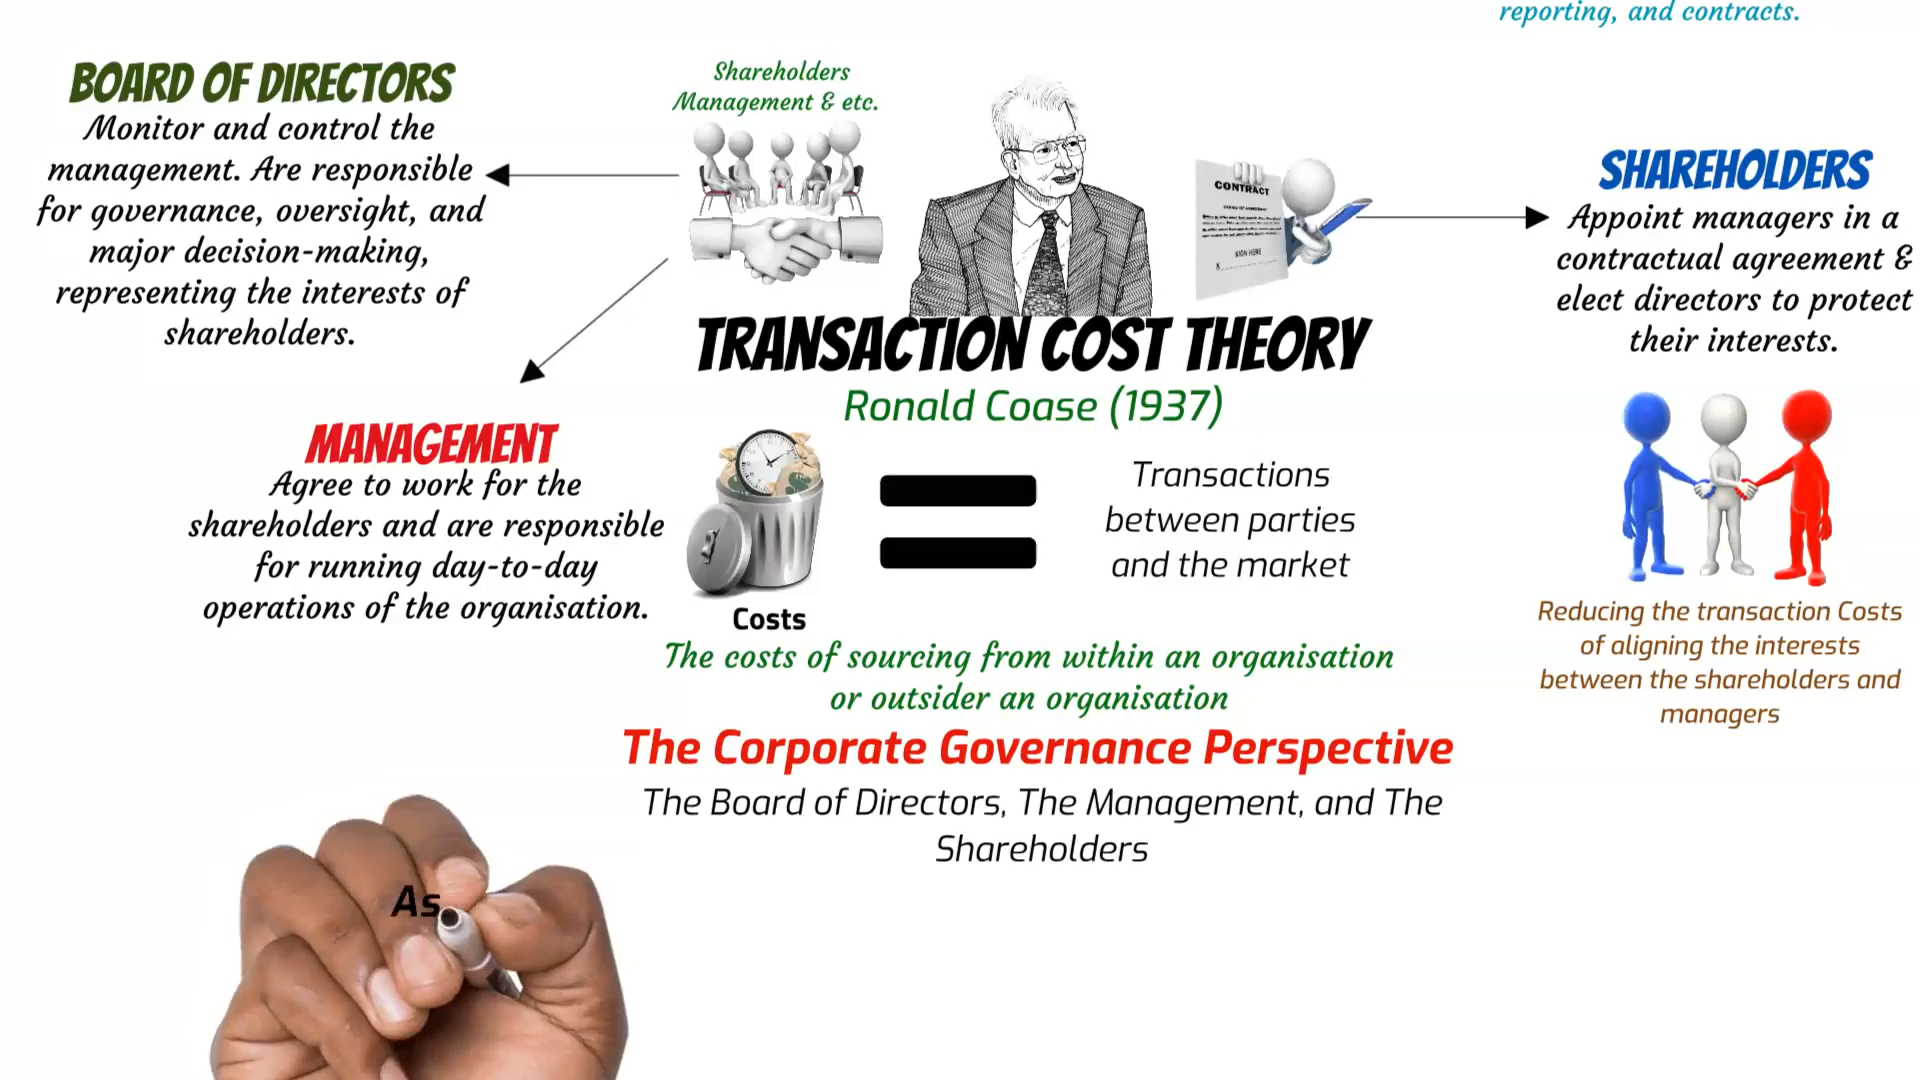 reporting, and contracts.
BOARD OF DIRECTORS
Monitor and control the
management. Are responsible
for governance, oversight, and
major decision-making,
representing the interests of
shareholders.
Shareholders
Management & etc.
CONTRACT
SIGN HERE
SHAREHOLDERS
Appoint managers in a
contractual agreement &
elect directors to protect
their interests.
TRANSACTION COST THEORY
Ronald Coase (1937)
MANAGEMENT
Agree to work for the
shareholders and are responsible
for running day-to-day
operations of the organisation.
Costs
Transactions
between parties
and the market
Reducing the transaction Costs
of aligning the interests
between the shareholders and
managers
The costs of sourcing from within an organisation
or outsider an organisation
The Corporate Governance Perspective
The Board of Directors, The Management, and The
Shareholders
As